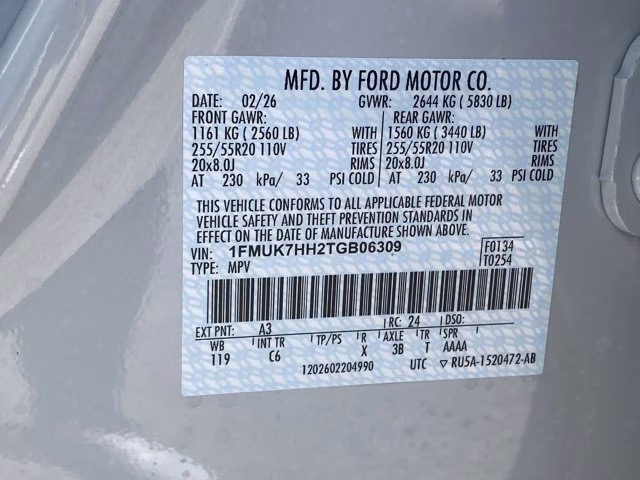 MFD. BY FORD MOTOR CO.
DATE: 02/26 GVWR: 2644 KG ( 5830 LB)
FRONT GAWR: REAR GAWR:
1161 KG ( 2560 LB) WITH 1560 KG ( 3440 LB) WITH
255/55R20 110V TIRES 255/55R20 110V TIRES
20x8.0J RIMS 20x8.0J RIMS
AT 230 kPa/ 33 PSI COLD AT 230 kPa/ 33 PSI COLD
THIS VEHICLE CONFORMS TO ALL APPLICABLE FEDERAL MOTOR
VEHICLE SAFETY AND THEFT PREVENTION STANDARDS IN
EFFECT ON THE DATE OF MANUFACTURE SHOWN ABOVE.
VIN: 1FMUK7HH2TGB06309 F0134
TYPE: MPV T0254
EXT PNT: A3 RC: 24 DSO:
WB INT TR TP/PS R AXLE TR SPR
119 C6 X 3B T AAAA
1202602204990 UTC ▽ RU5A-1520472-AB